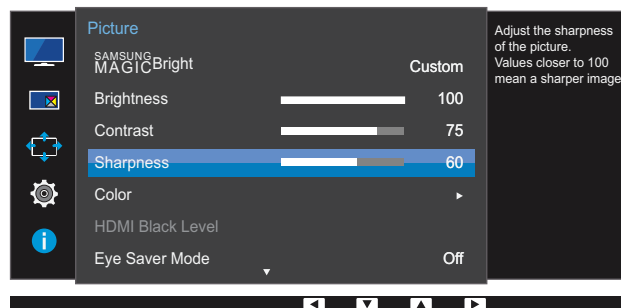 Picture
SAMSUNG
MAGICBright Custom
Brightness 100
Contrast 75
Sharpness 60
Color
HDMI Black Level
Eye Saver Mode Off
Adjust the sharpness
of the picture.
Values closer to 100
mean a sharper image